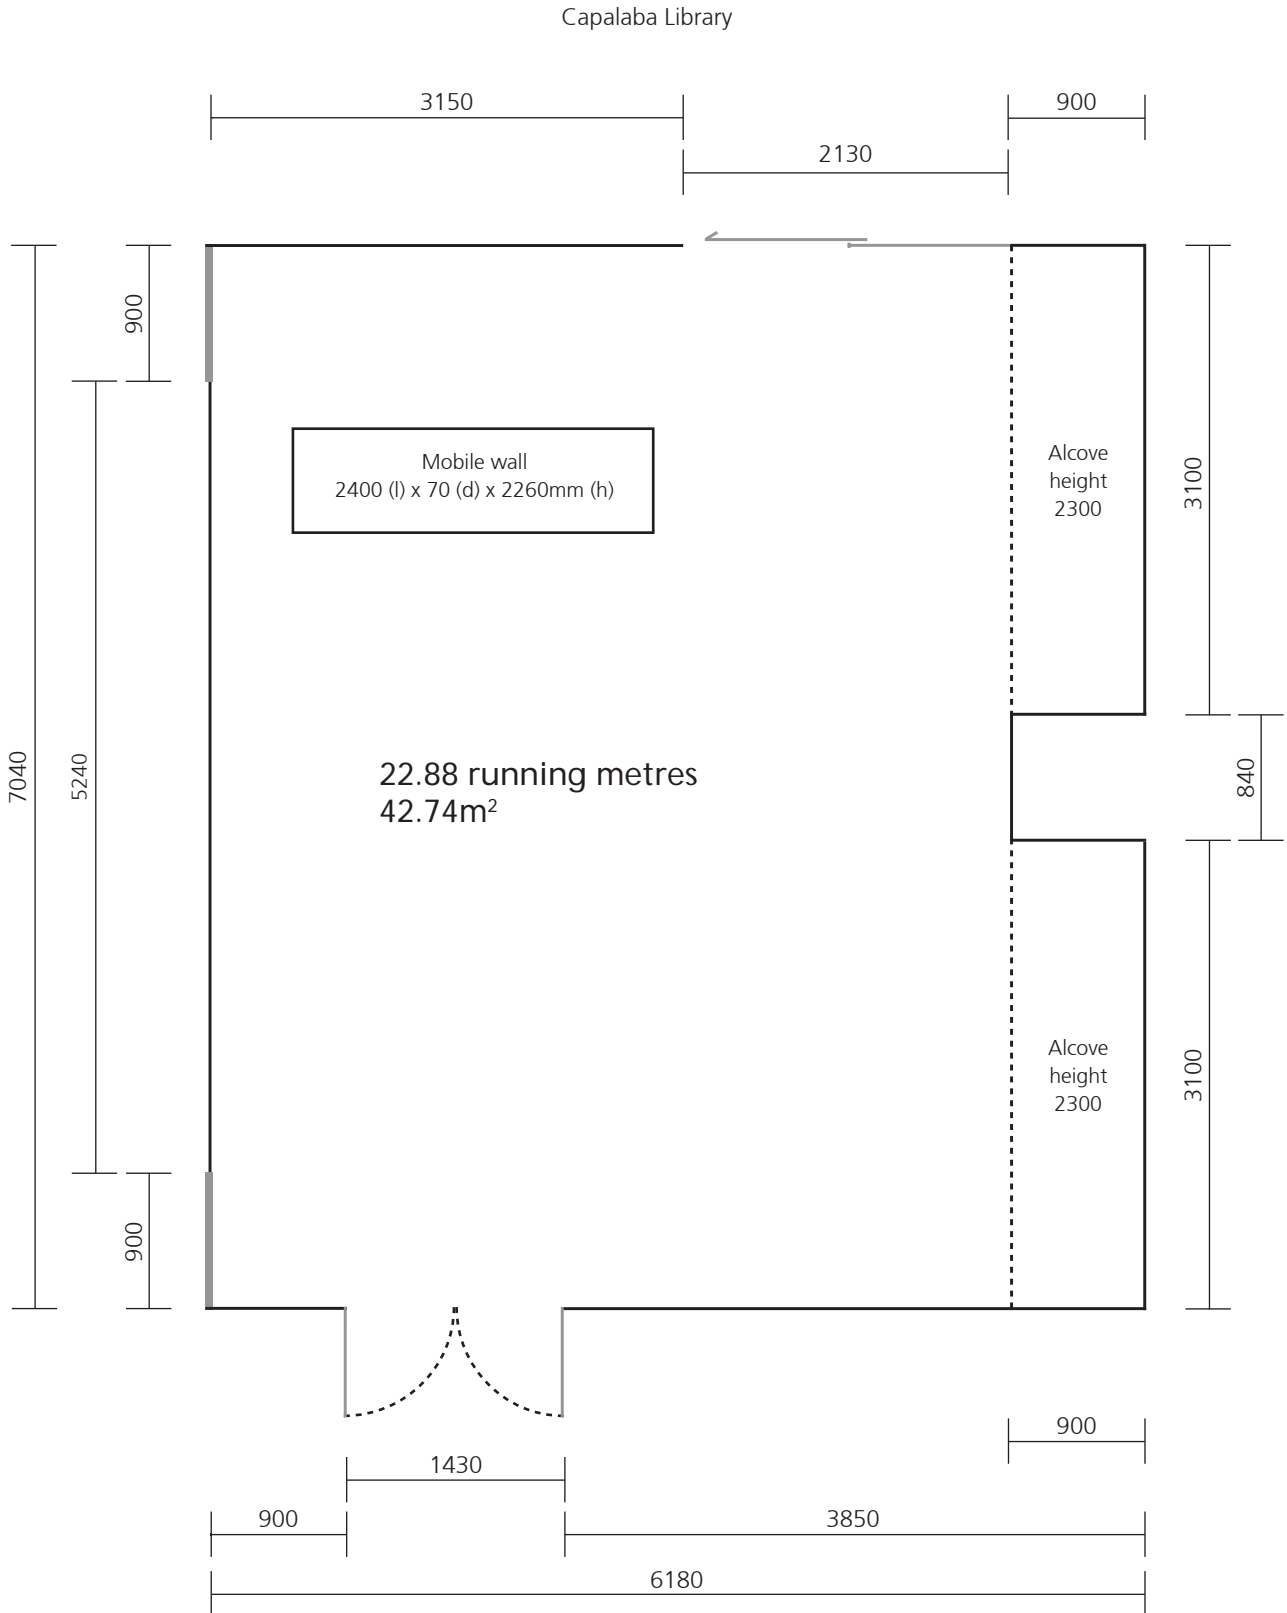 Capalaba Library
3150
900
2130
900
Mobile wall
2400 (l) x 70 (d) x 2260mm (h)
Alcove
height
2300
3100
22.88 running metres
42.74m²
7040
5240
840
Alcove
height
2300
3100
900
900
1430
900
3850
6180